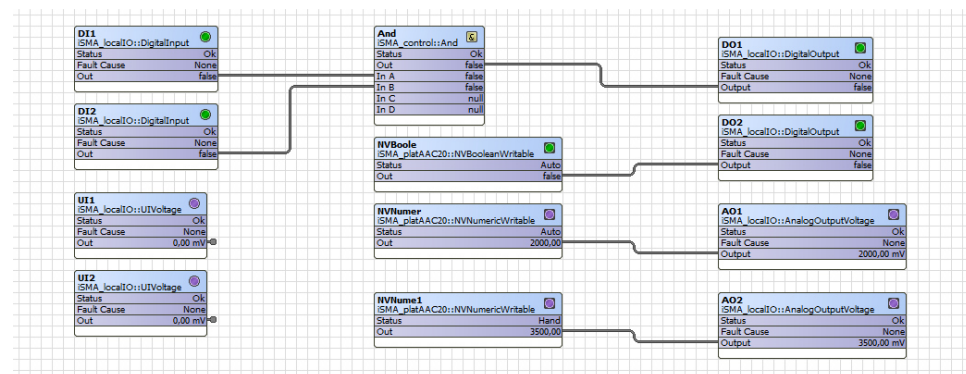 DI1
iSMA_localIO::DigitalInput
Status Ok
Fault Cause None
Out false
DI2
iSMA_localIO::DigitalInput
Status Ok
Fault Cause None
Out false
UI1
iSMA_localIO::UIVoltage
Status Ok
Fault Cause None
Out 0,00 mV
UI2
iSMA_localIO::UIVoltage
Status Ok
Fault Cause None
Out 0,00 mV
And
iSMA_control::And
&
Status Ok
Out false
In A false
In B false
In C null
In D null
NVBoole
iSMA_platAAC20::NVBooleanWritable
Status Auto
Out false
NVNumer
iSMA_platAAC20::NVNumericWritable
Status Auto
Out 2000,00
NVNume1
iSMA_platAAC20::NVNumericWritable
Status Hand
Out 3500,00
DO1
iSMA_localIO::DigitalOutput
Status Ok
Fault Cause None
Output false
DO2
iSMA_localIO::DigitalOutput
Status Ok
Fault Cause None
Output false
AO1
iSMA_localIO::AnalogOutputVoltage
Status Ok
Fault Cause None
Output 2000,00 mV
AO2
iSMA_localIO::AnalogOutputVoltage
Status Ok
Fault Cause None
Output 3500,00 mV